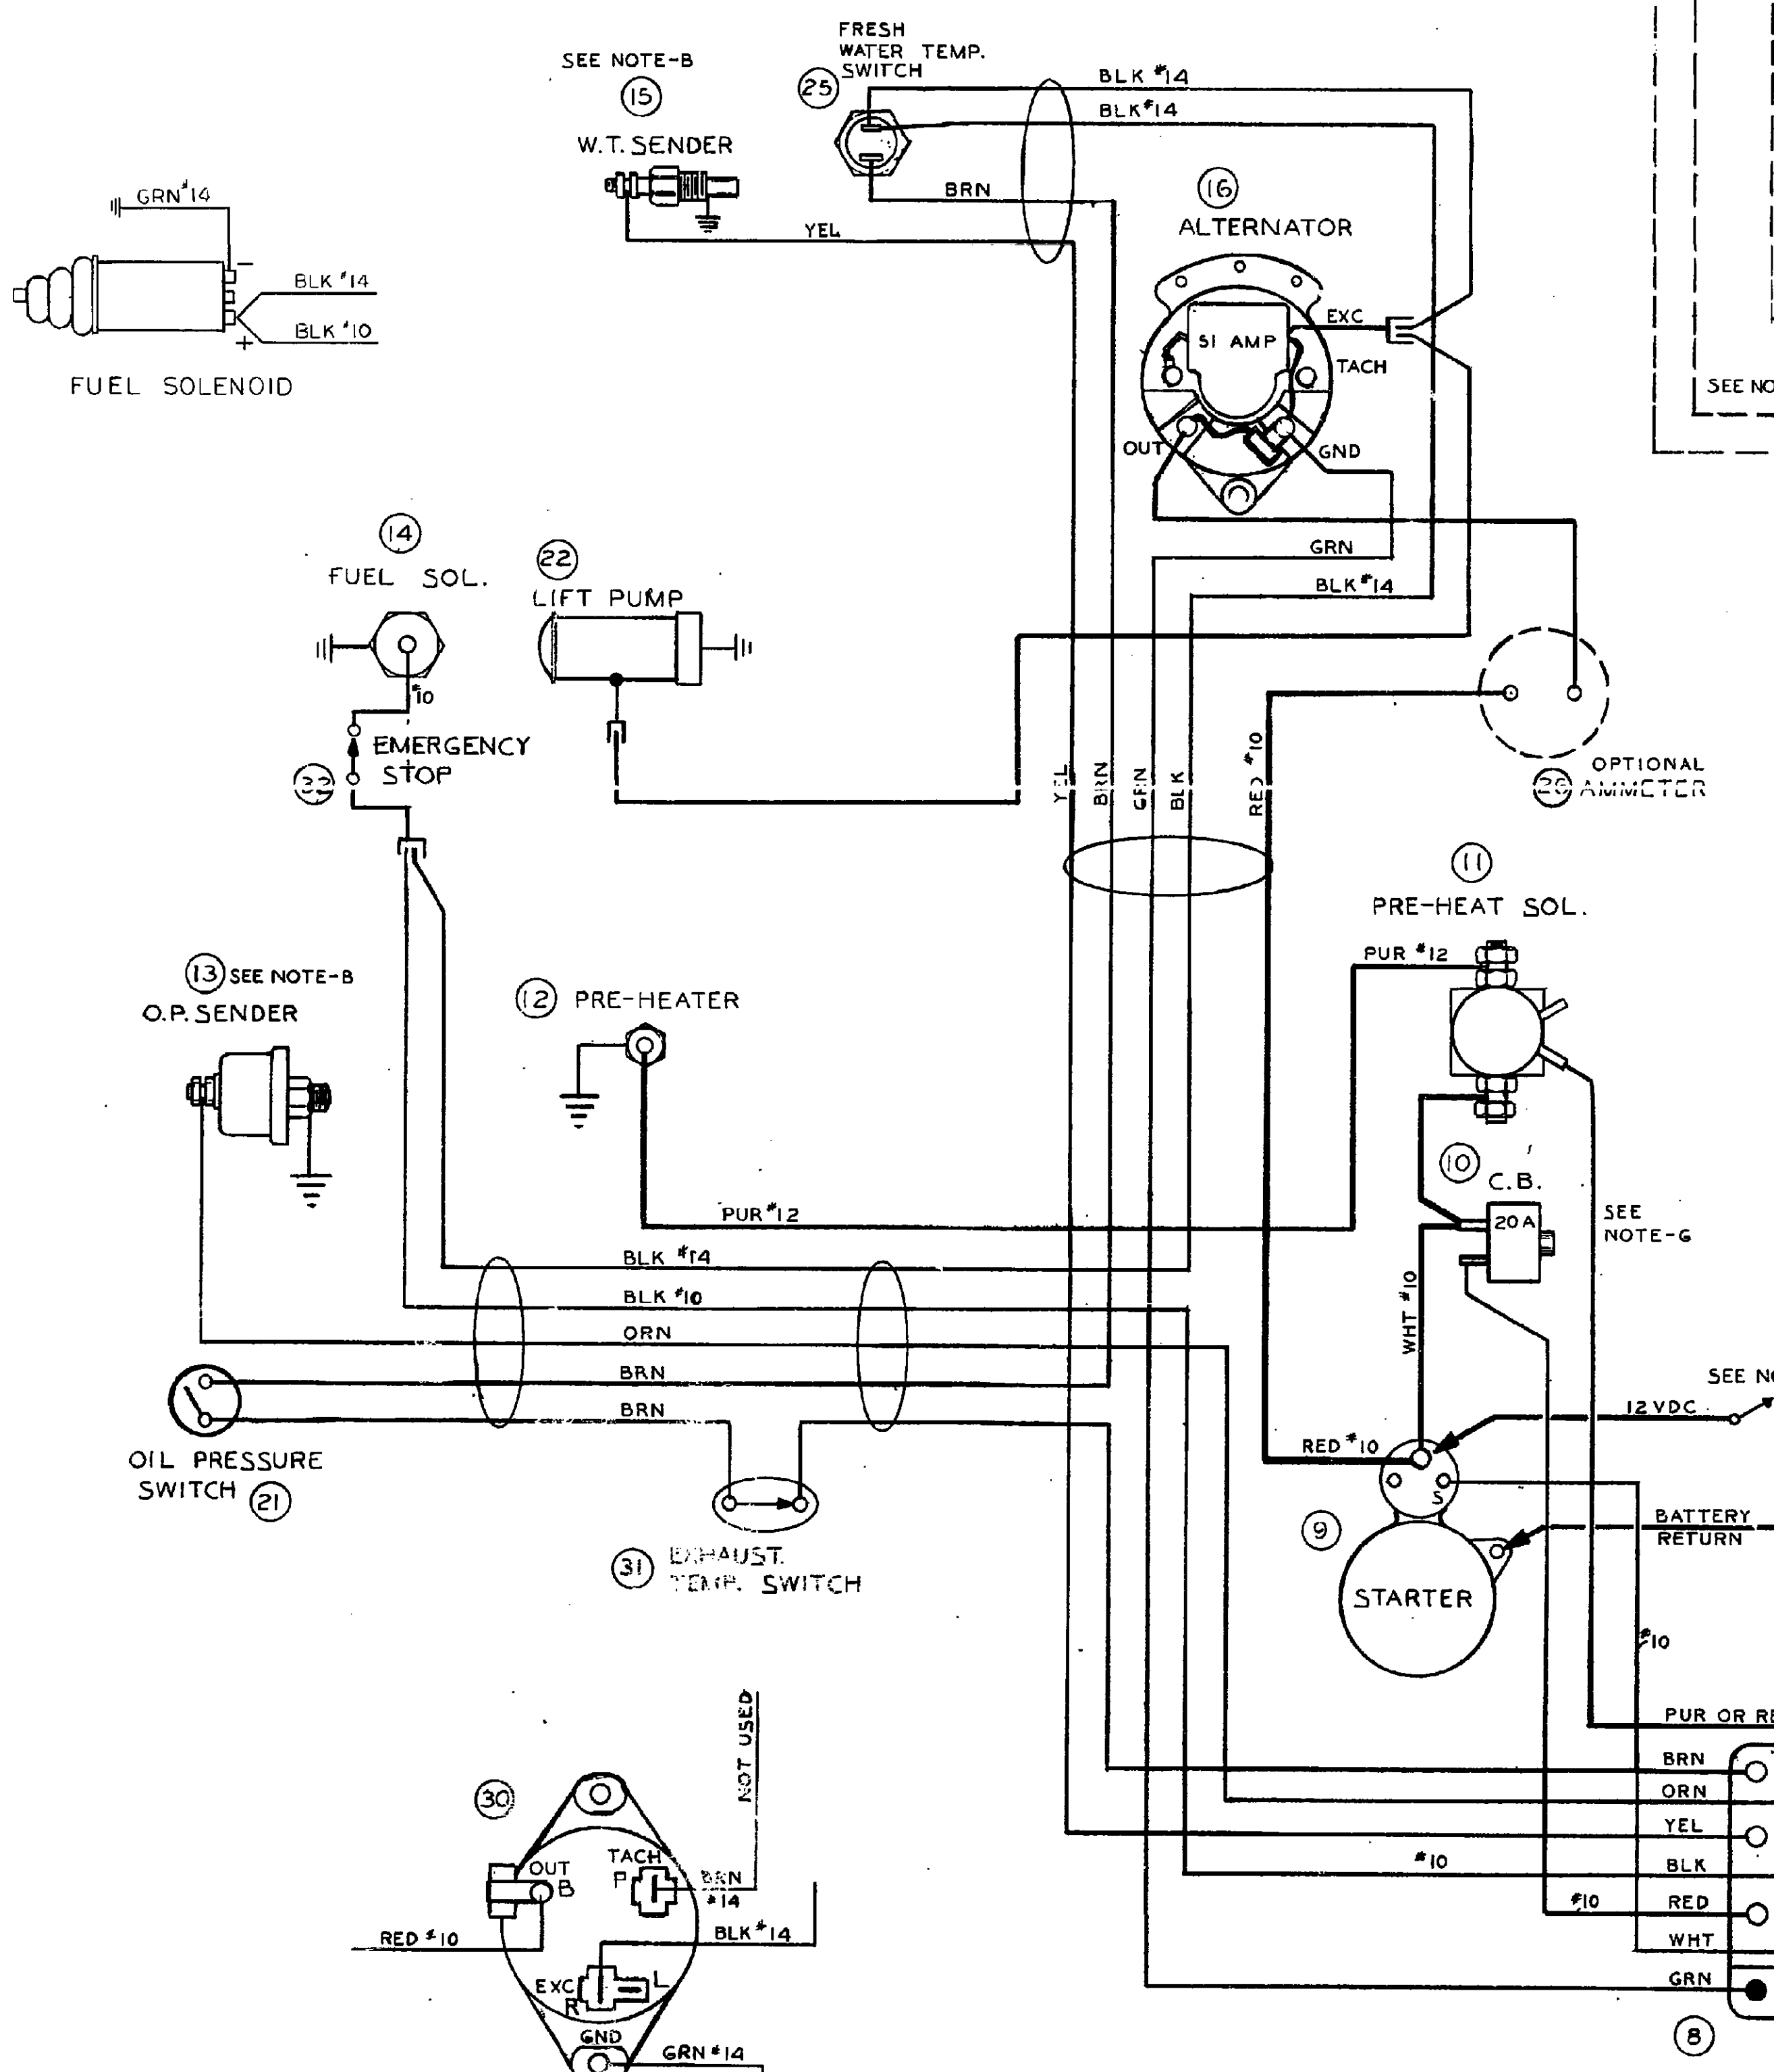 FRESH
WATER TEMP.
SWITCH
25
SEE NOTE-B
15
W.T. SENDER
BLK #14
BLK #14
BRN
YEL
16
ALTERNATOR
EXC
51 AMP
TACH
OUT
GND
GRN
BLK #14
SEE NO
GRN #14
−
BLK #14
BLK #10
+
FUEL SOLENOID
14
FUEL SOL.
22
LIFT PUMP
#10
EMERGENCY
STOP
YEL
BRN
GRN
BLK
RED #10
OPTIONAL
AMMETER
11
PRE-HEAT SOL.
PUR #12
13
SEE NOTE-B
O.P. SENDER
12
PRE-HEATER
10
C.B.
20A
SEE
NOTE-G
PUR #12
BLK #14
BLK #10
ORN
BRN
BRN
WHT #10
SEE NO
12 VDC
RED #10
S
OIL PRESSURE
SWITCH
21
31
EXHAUST.
TEMP. SWITCH
9
STARTER
BATTERY
RETURN
#10
PUR OR RE
BRN
ORN
YEL
#10
BLK
#10
RED
WHT
GRN
8
NOT USED
30
OUT
B
TACH
P
BRN
#14
RED #10
BLK #14
EXC
R
L
GND
GRN #14